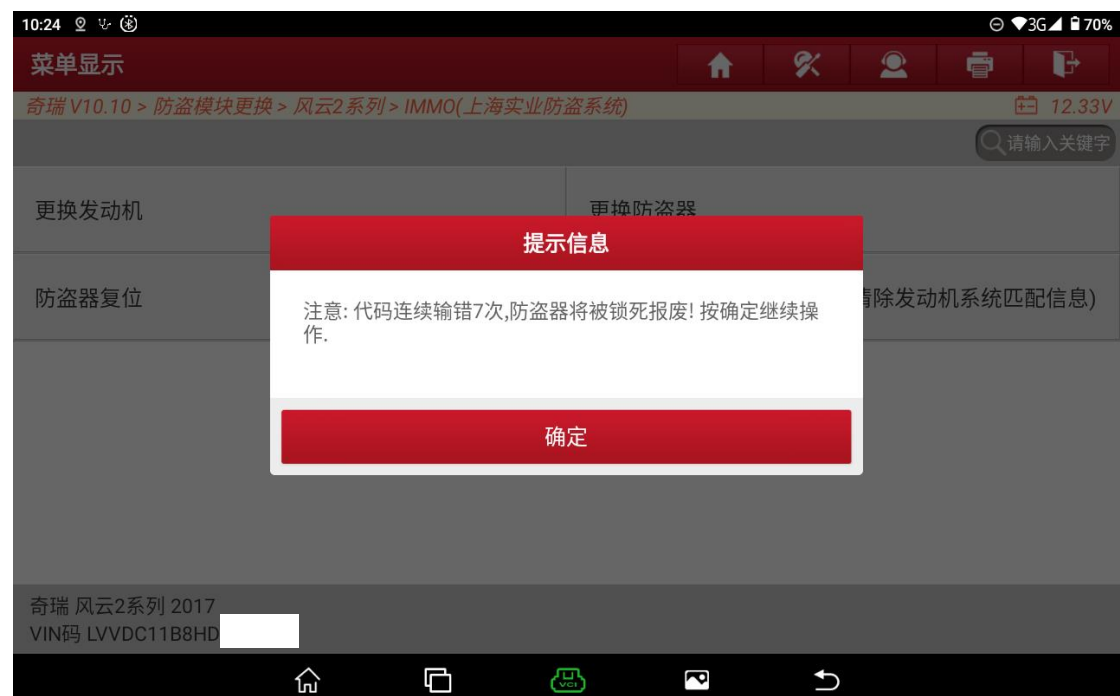 10:24
3G 70%
菜单显示
奇瑞 V10.10 > 防盗模块更换 > 风云2系列 > IMMO(上海实业防盗系统)
12.33V
请输入关键字
更换发动机
更换防盗器
提示信息
防盗器复位
清除发动机系统匹配信息)
注意: 代码连续输错7次,防盗器将被锁死报废! 按确定继续操
作.
确定
奇瑞 风云2系列 2017
VIN码 LVVDC11B8HD
VCI